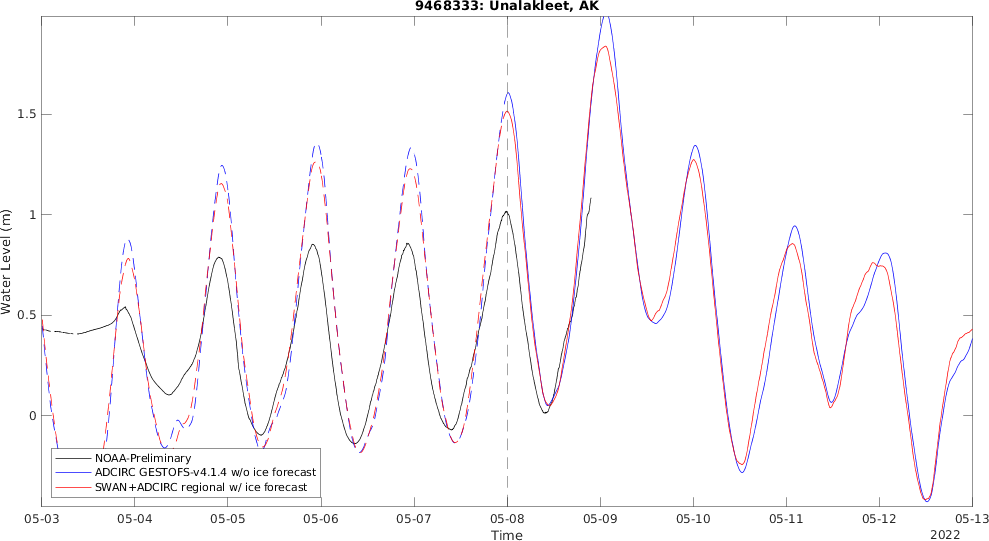 9468333: Unalakleet, AK
Water Level (m)
1.5
1
0.5
0
NOAA-Preliminary
ADCIRC GESTOFS-v4.1.4 w/o ice forecast
SWAN+ADCIRC regional w/ ice forecast
05-03 05-04 05-05 05-06 05-07 05-08 05-09 05-10 05-11 05-12 05-13
Time
2022